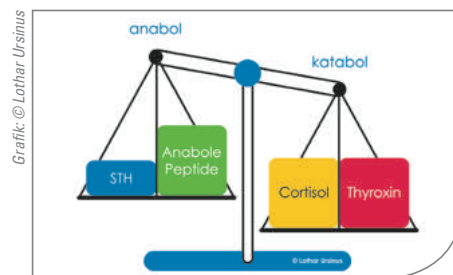 Grafik: © Lothar Ursinus
anabol
katabol
STH
Anabole
Peptide
Cortisol
Thyroxin
© Lothar Ursinus